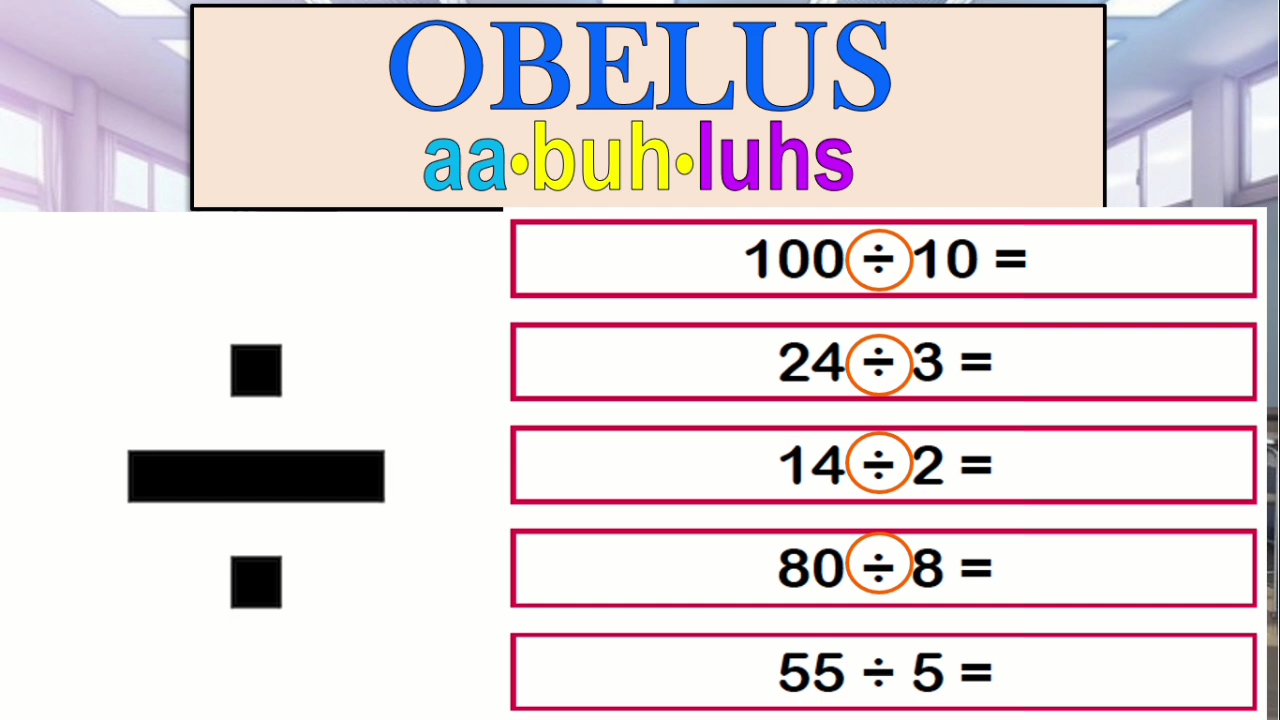 OBELUS
aa•buh•luhs
100 ÷ 10 =
24 ÷ 3 =
14 ÷ 2 =
80 ÷ 8 =
55 ÷ 5 =